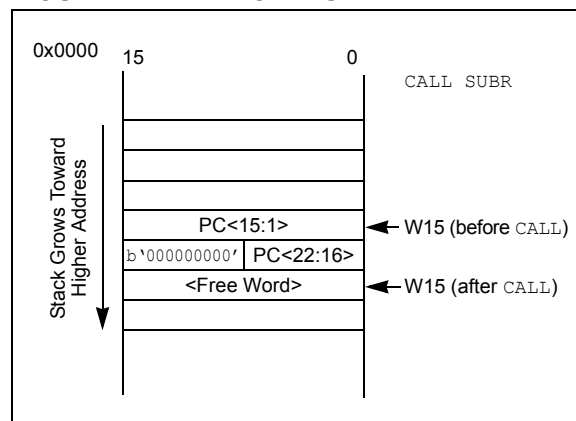 0x0000
15
0
CALL SUBR
Stack Grows Toward
Higher Address
PC<15:1>
W15 (before CALL)
b'000000000'
PC<22:16>
<Free Word>
W15 (after CALL)